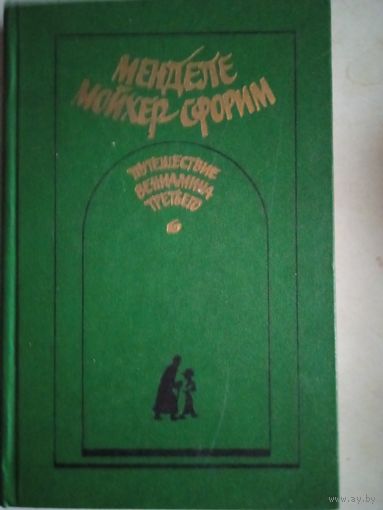 МЕНДЕЛЕ
МОЙХЕР СФОРИМ
ПУТЕШЕСТВИЕ
ВЕНИАМИНА
ТРЕТЬЕГО
www.ay.by